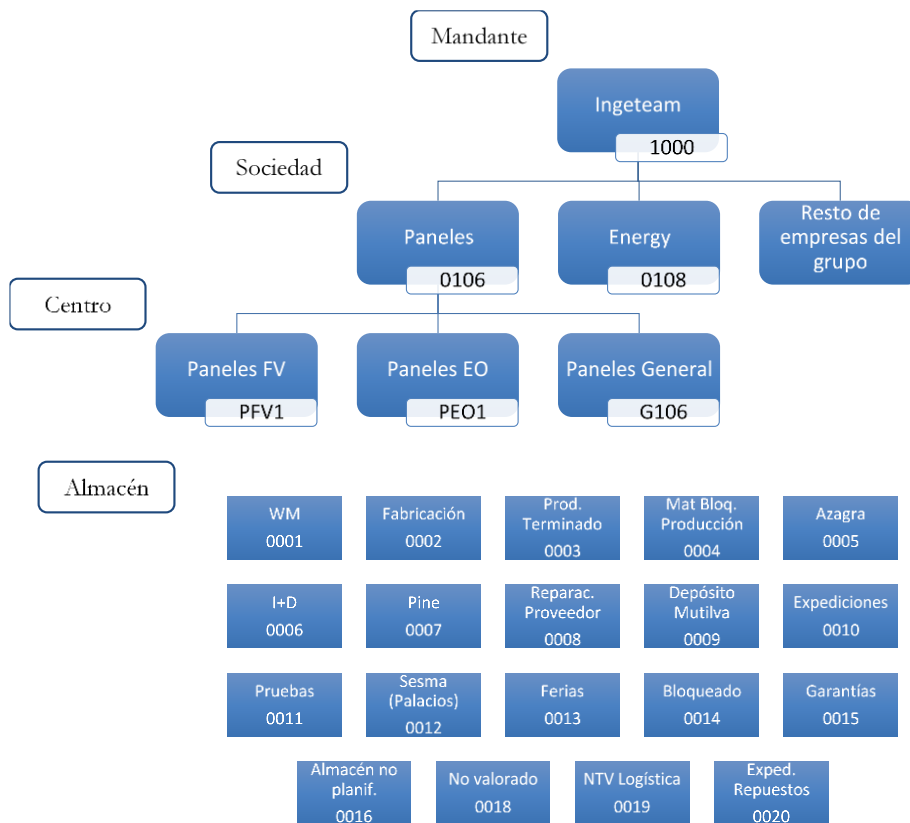 Mandante
Ingeteam
1000
Sociedad
Paneles
0106
Energy
0108
Resto de
empresas del
grupo
Centro
Paneles FV
PFV1
Paneles EO
PEO1
Paneles General
G106
Almacén
WM
0001
Fabricación
0002
Prod.
Terminado
0003
Mat Bloq.
Producción
0004
Azagra
0005
I+D
0006
Pine
0007
Reparac.
Proveedor
0008
Depósito
Mutilva
0009
Expediciones
0010
Pruebas
0011
Sesma
(Palacios)
0012
Ferias
0013
Bloqueado
0014
Garantías
0015
Almacén no
planif.
0016
No valorado
0018
NTV Logística
0019
Exped.
Repuestos
0020